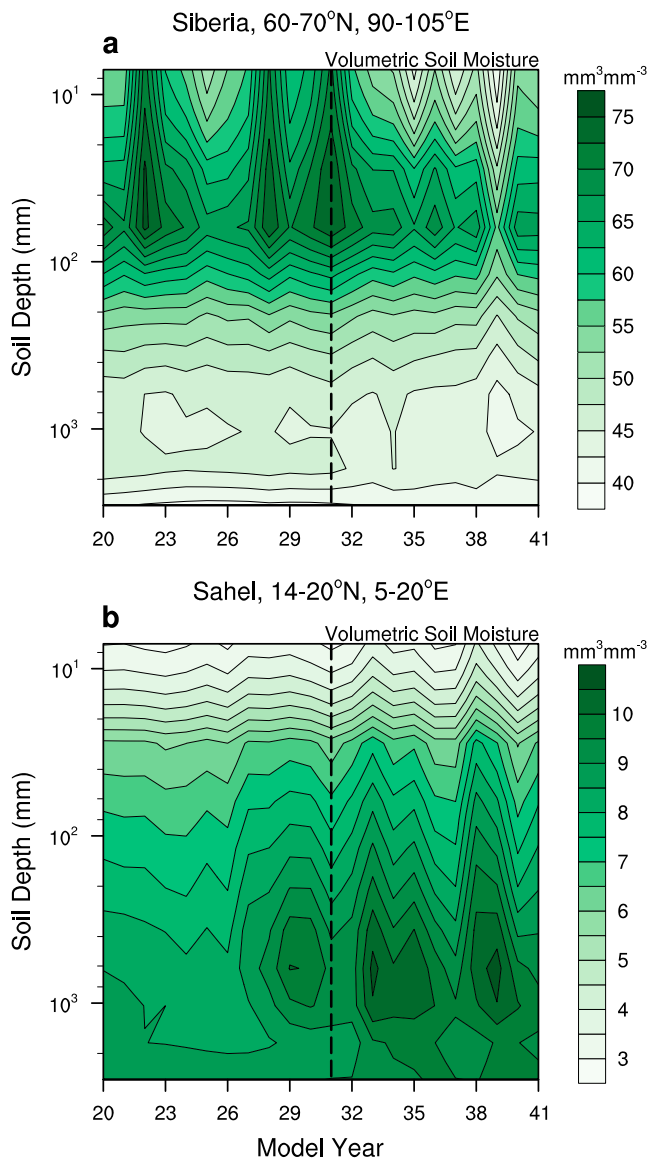 Siberia, 60-70°N, 90-105°E
a
Volumetric Soil Moisture
mm³mm⁻³
10¹
10²
10³
Soil Depth (mm)
20 23 26 29 32 35 38 41
75
70
65
60
55
50
45
40
Sahel, 14-20°N, 5-20°E
b
Volumetric Soil Moisture
mm³mm⁻³
10¹
10²
10³
Soil Depth (mm)
20 23 26 29 32 35 38 41
Model Year
10
9
8
7
6
5
4
3